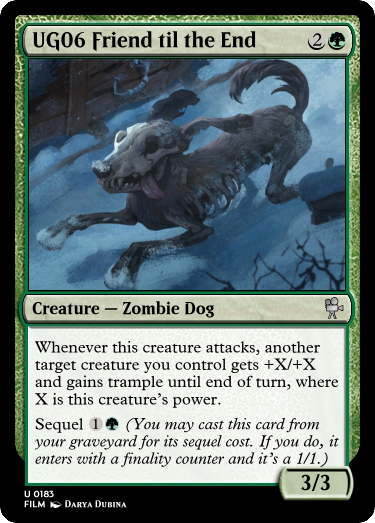 UG06 Friend til the End 2
Creature — Zombie Dog
Whenever this creature attacks, another
target creature you control gets +X/+X
and gains trample until end of turn, where
X is this creature's power.
Sequel 1 (You may cast this card from
your graveyard for its sequel cost. If you do, it
enters with a finality counter and it's a 1/1.)
3/3
U 0183
FILM DARYA DUBINA